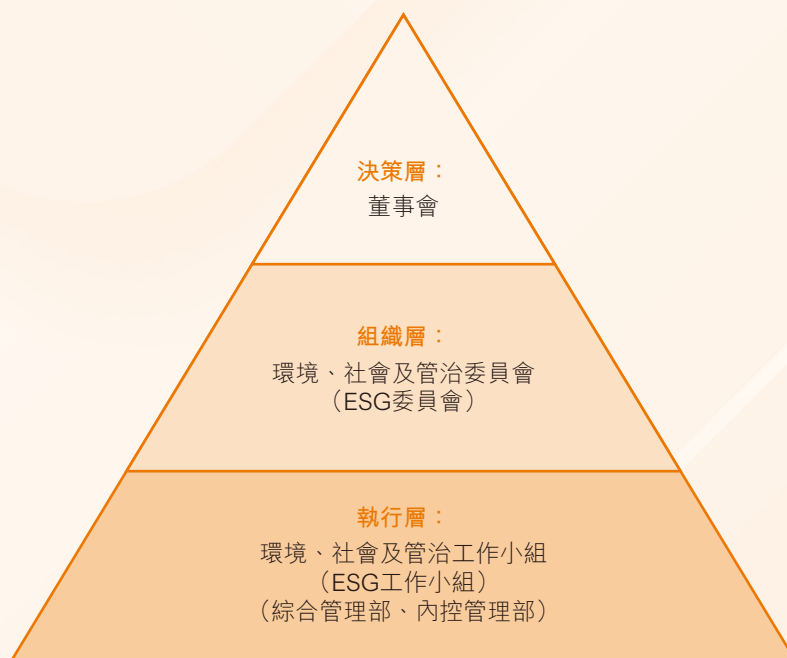 決策層：
董事會
組織層：
環境、社會及管治委員會
（ESG委員會）
執行層：
環境、社會及管治工作小組
（ESG工作小組）
（綜合管理部、內控管理部）